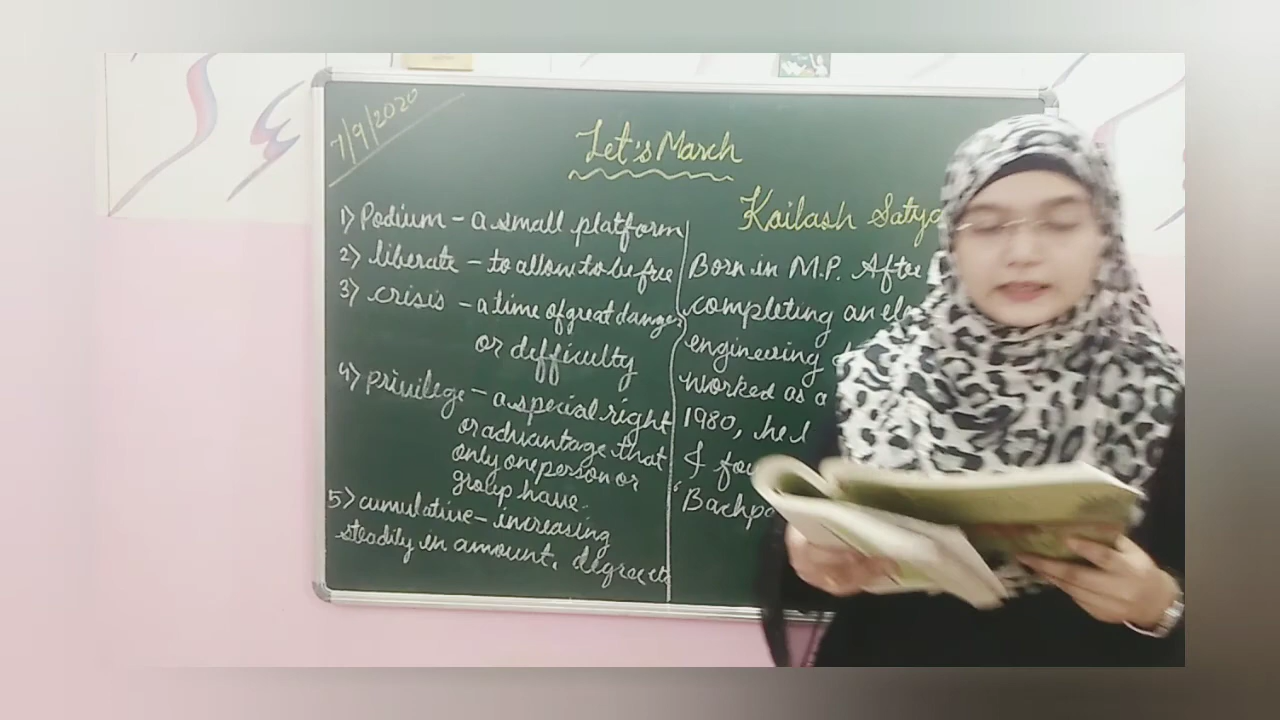 7/9/2020
Let's March
1) Podium - a small platform
2) liberate - to allow to be free
3) crisis - a time of great danger
or difficulty
4) privilege - a special right
or advantage that
only one person or
group have.
5) cumulative - increasing
steadily in amount, degree etc
Kailash Satya
Born in M.P. After
completing an ele
engineering
worked as a
1980, he
& fou
'Bachpa